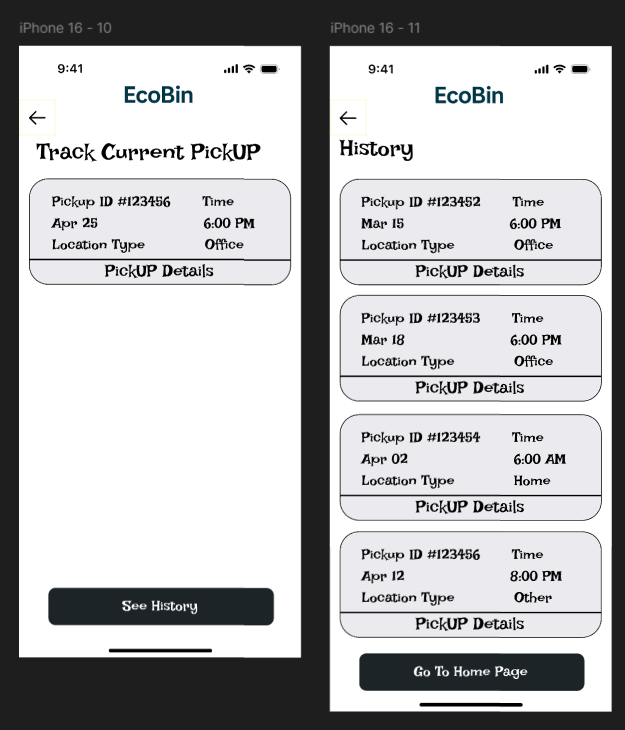 iPhone 16 - 10
9:41
EcoBin
Track Current PickUP
Pickup ID #123456 Time
Apr 25 6:00 PM
Location Type Office
PickUP Details
See History
iPhone 16 - 11
9:41
EcoBin
History
Pickup ID #123452 Time
Mar 15 6:00 PM
Location Type Office
PickUP Details
Pickup ID #123453 Time
Mar 18 6:00 PM
Location Type Office
PickUP Details
Pickup ID #123454 Time
Apr 02 6:00 AM
Location Type Home
PickUP Details
Pickup ID #123456 Time
Apr 12 8:00 PM
Location Type Other
PickUP Details
Go To Home Page